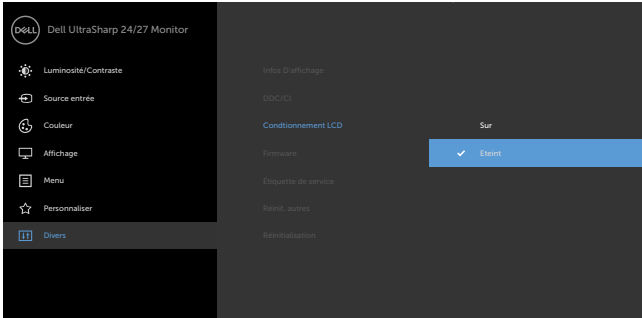 DELL
Dell UltraSharp 24/27 Monitor
Luminosité/Contraste
Source entrée
Couleur
Affichage
Menu
Personnaliser
Divers
Infos D'affichage
DDC/CI
Condtionnement LCD
Firmware
Étiquette de service
Réinit. autres
Réinitialisation
Sur
Eteint